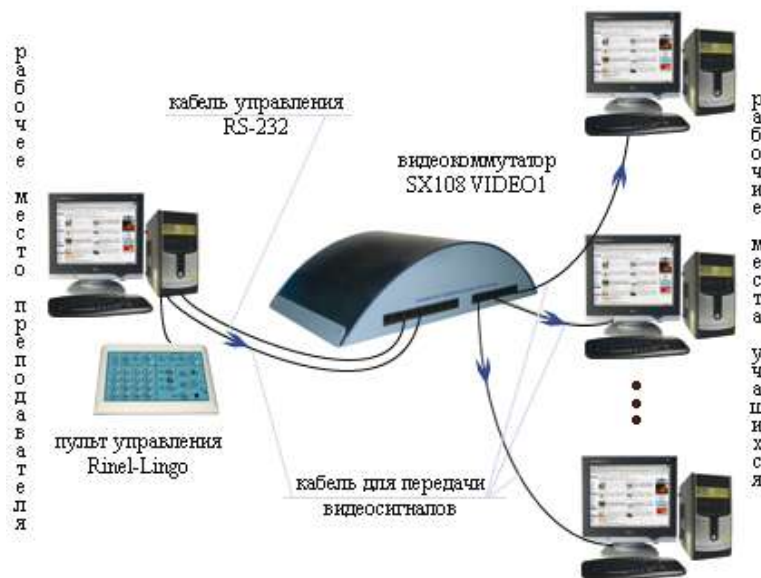 рабочее место преподавателя
кабель управления
RS-232
видеокоммутатор
SX108 VIDEO1
рабочие места учащихся
пульт управления
Rinel-Lingo
кабель для передачи
видеосигналов